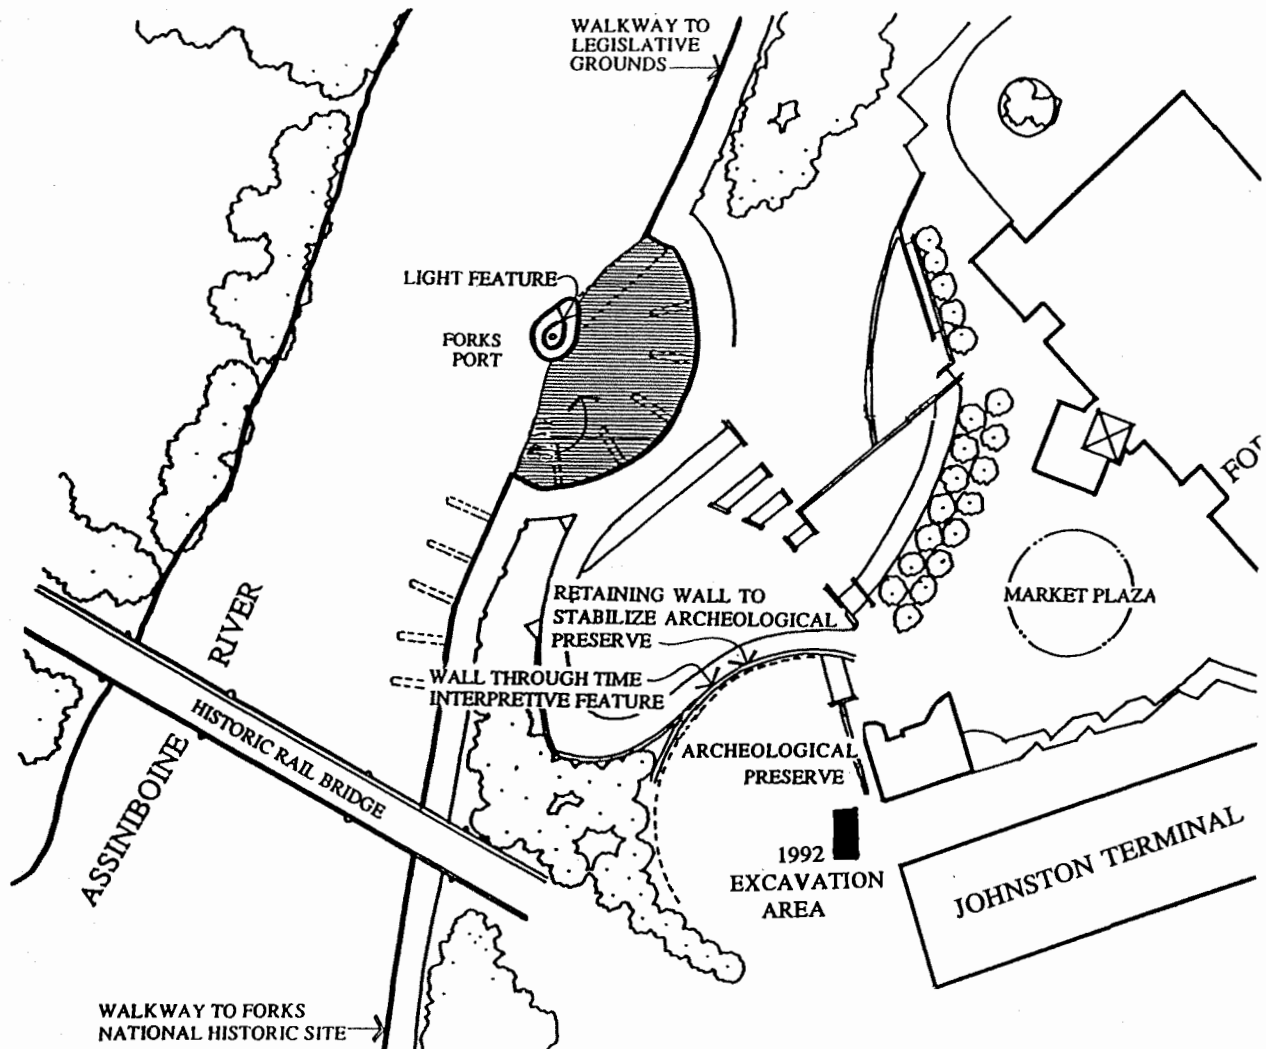 WALKWAY TO
LEGISLATIVE
GROUNDS
LIGHT FEATURE
FORKS
PORT
FO
MARKET PLAZA
RETAINING WALL TO
STABILIZE ARCHEOLOGICAL
PRESERVE
WALL THROUGH TIME
INTERPRETIVE FEATURE
ASSINIBOINE RIVER
HISTORIC RAIL BRIDGE
ARCHEOLOGICAL
PRESERVE
1992
EXCAVATION
AREA
JOHNSTON TERMINAL
WALKWAY TO FORKS
NATIONAL HISTORIC SITE